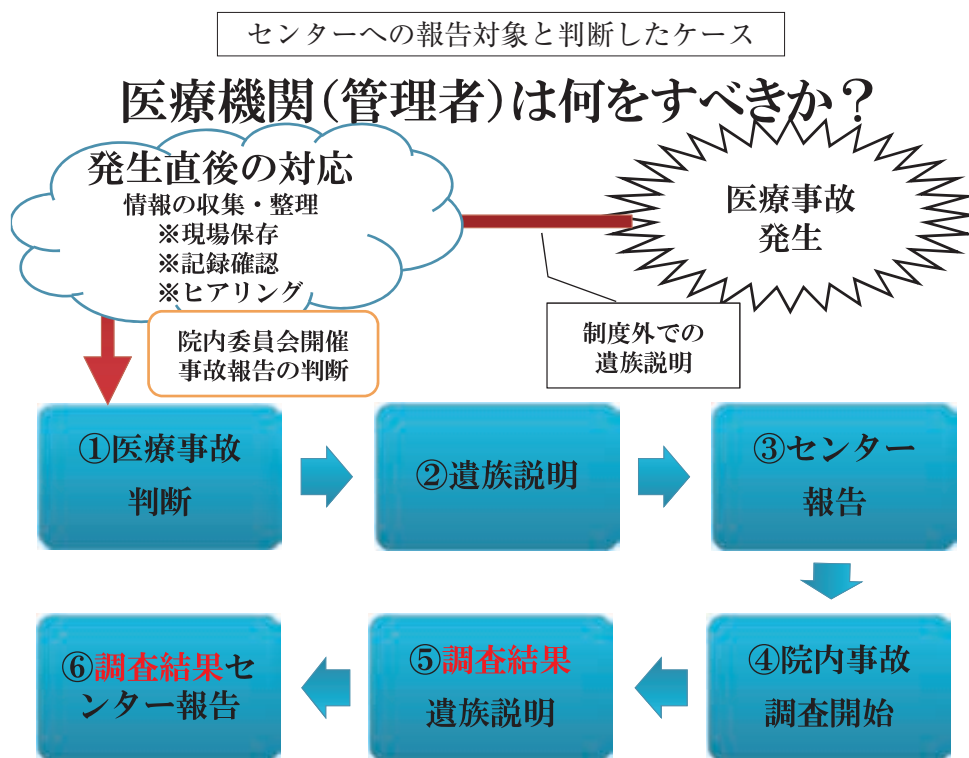 センターへの報告対象と判断したケース
医療機関(管理者)は何をすべきか?
発生直後の対応
情報の収集・整理
※現場保存
※記録確認
※ヒアリング
医療事故
発生
制度外での
遺族説明
院内委員会開催
事故報告の判断
①医療事故
判断
②遺族説明
③センター
報告
④院内事故
調査開始
⑤調査結果
遺族説明
⑥調査結果セ
ンター報告